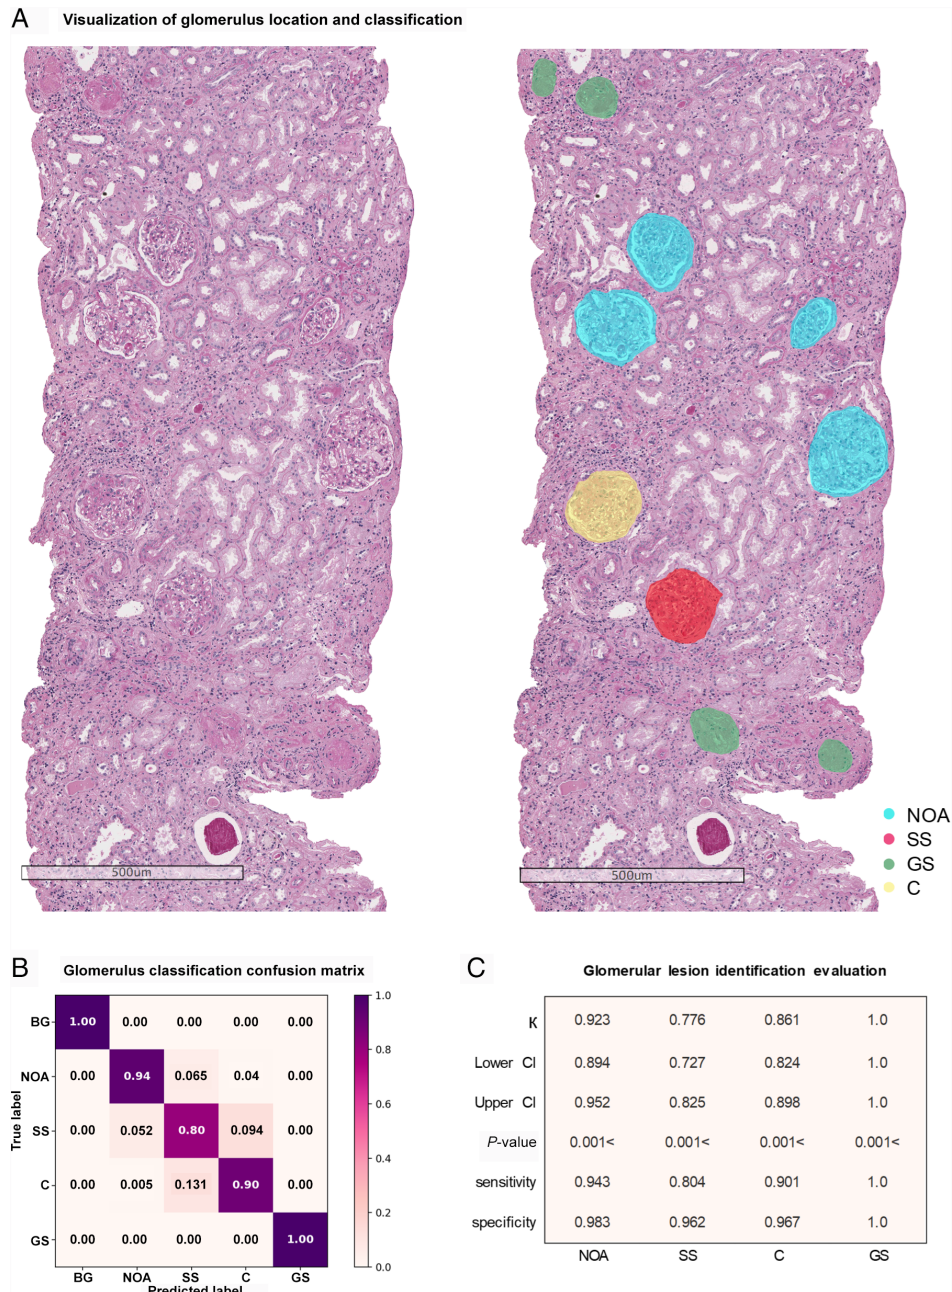 A Visualization of glomerulus location and classification
500um
500um
NOA
SS
GS
C
B Glomerulus classification confusion matrix
True label
BG 1.00 0.00 0.00 0.00 0.00
NOA 0.00 0.94 0.065 0.04 0.00
SS 0.00 0.052 0.80 0.094 0.00
C 0.00 0.005 0.131 0.90 0.00
GS 0.00 0.00 0.00 0.00 1.00
BG NOA SS C GS
Predicted label
1.0
0.8
0.6
0.4
0.2
0.0
C Glomerular lesion identification evaluation
K 0.923 0.776 0.861 1.0
Lower CI 0.894 0.727 0.824 1.0
Upper CI 0.952 0.825 0.898 1.0
P-value 0.001< 0.001< 0.001< 0.001<
sensitivity 0.943 0.804 0.901 1.0
specificity 0.983 0.962 0.967 1.0
NOA SS C GS